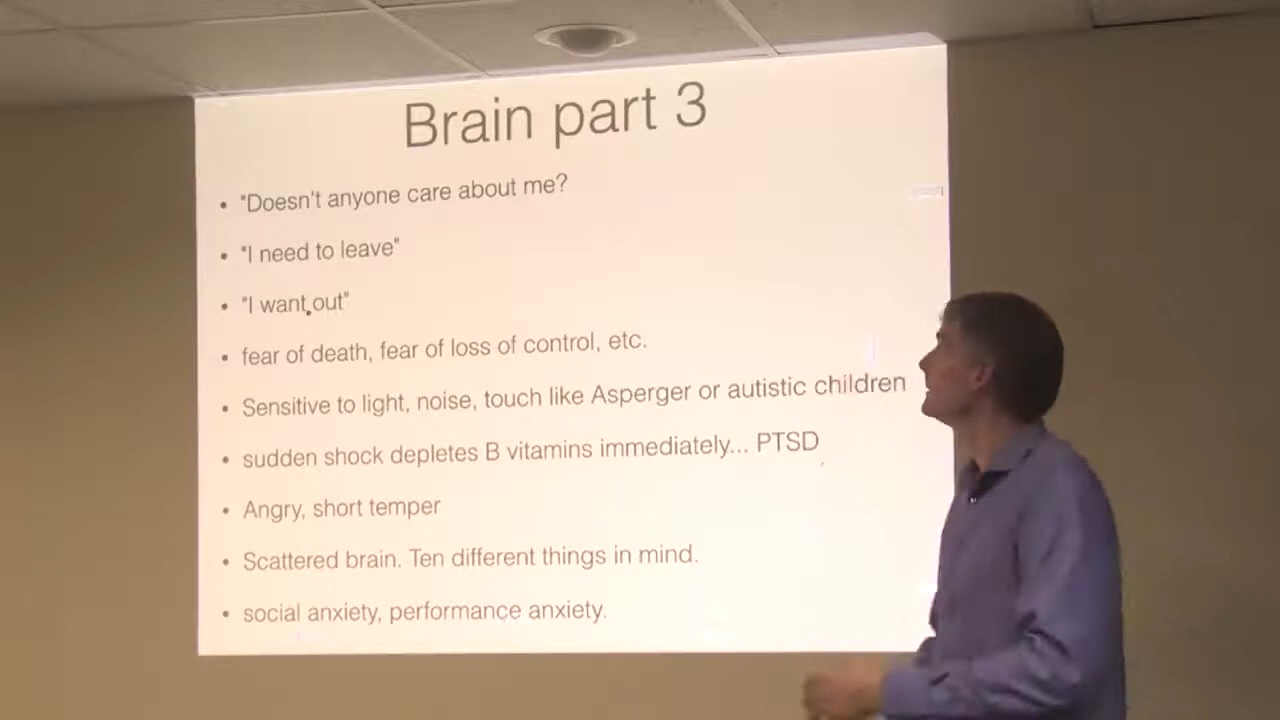 Brain part 3
• "Doesn't anyone care about me?
• "I need to leave"
• "I want out"
• fear of death, fear of loss of control, etc.
• Sensitive to light, noise, touch like Asperger or autistic children
• sudden shock depletes B vitamins immediately... PTSD
• Angry, short temper
• Scattered brain. Ten different things in mind.
• social anxiety, performance anxiety.